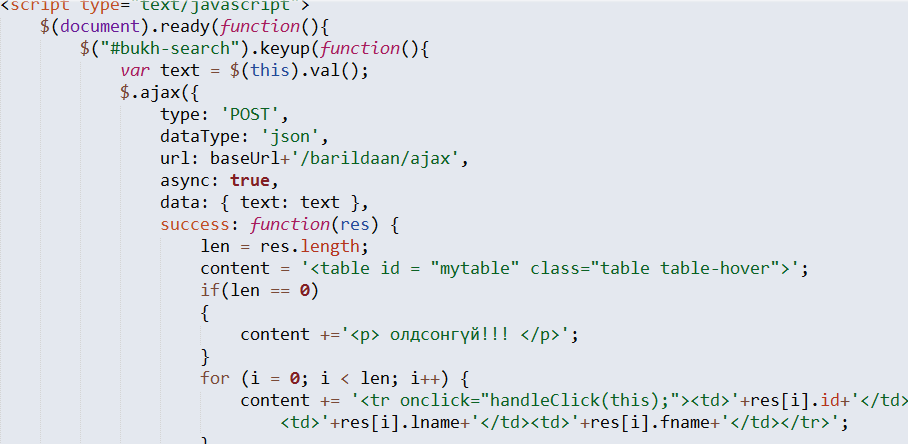 <script type="text/javascript">
$(document).ready(function(){
$("#bukh-search").keyup(function(){
var text = $(this).val();
$.ajax({
type: 'POST',
dataType: 'json',
url: baseUrl+'/barildaan/ajax',
async: true,
data: { text: text },
success: function(res) {
len = res.length;
content = '<table id = "mytable" class="table table-hover">';
if(len == 0)
{
content +='<p> олдсонгүй!!! </p>';
}
for (i = 0; i < len; i++) {
content += '<tr onclick="handleClick(this);"><td>'+res[i].id+'</td>
<td>'+res[i].lname+'</td><td>'+res[i].fname+'</td></tr>';
}